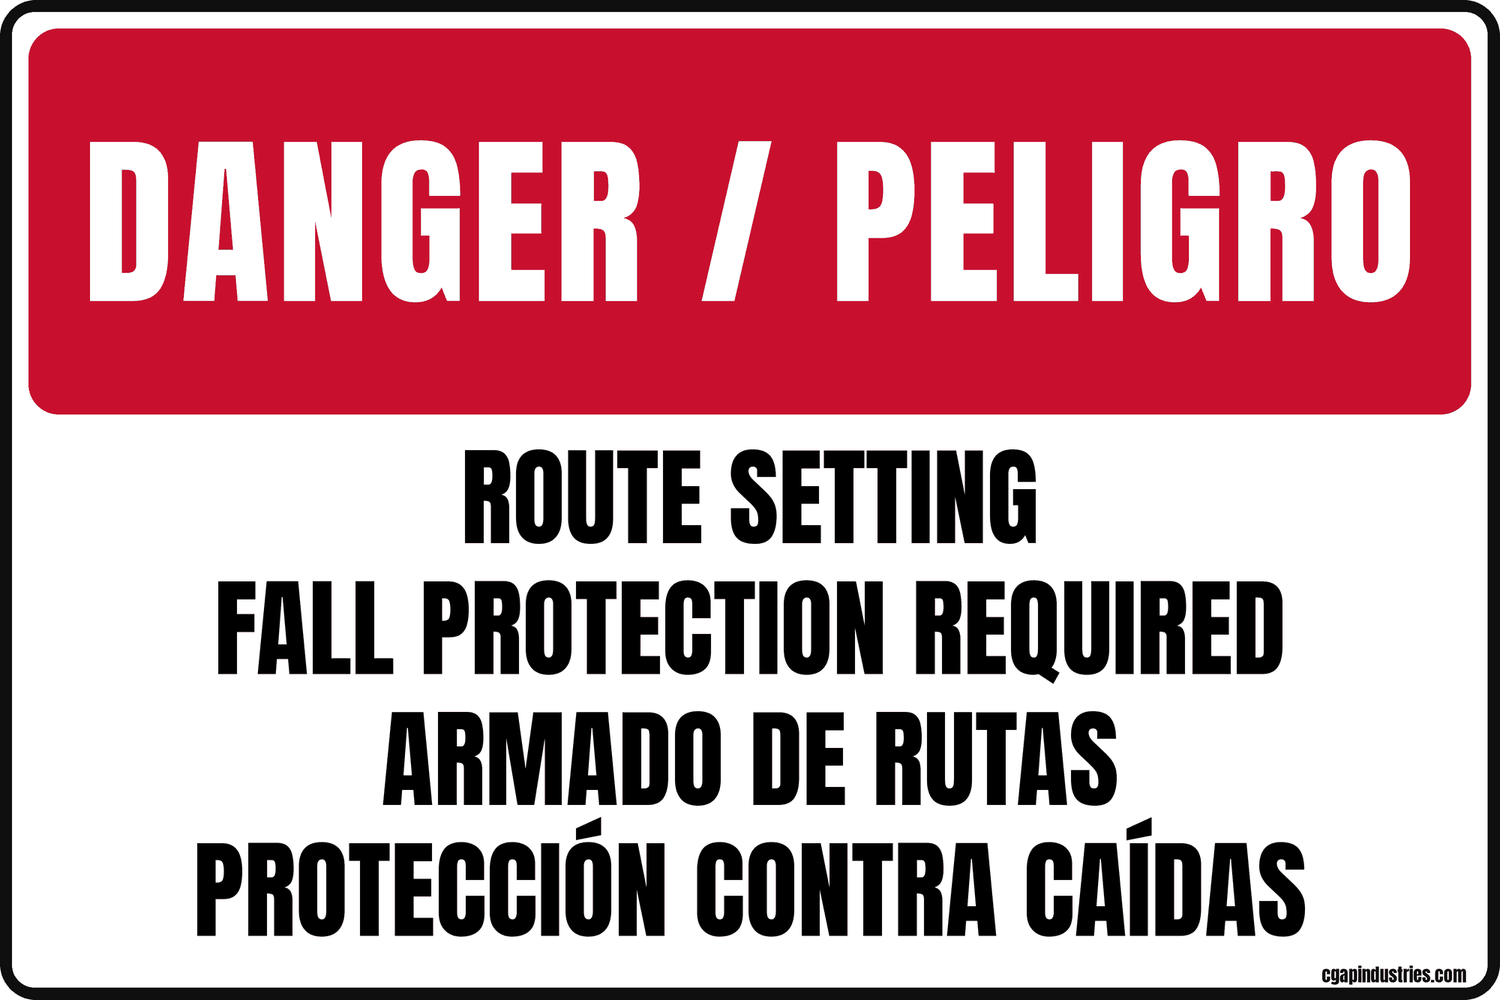 DANGER / PELIGRO
ROUTE SETTING
FALL PROTECTION REQUIRED
ARMADO DE RUTAS
PROTECCIÓN CONTRA CAÍDAS
cgapindustries.com